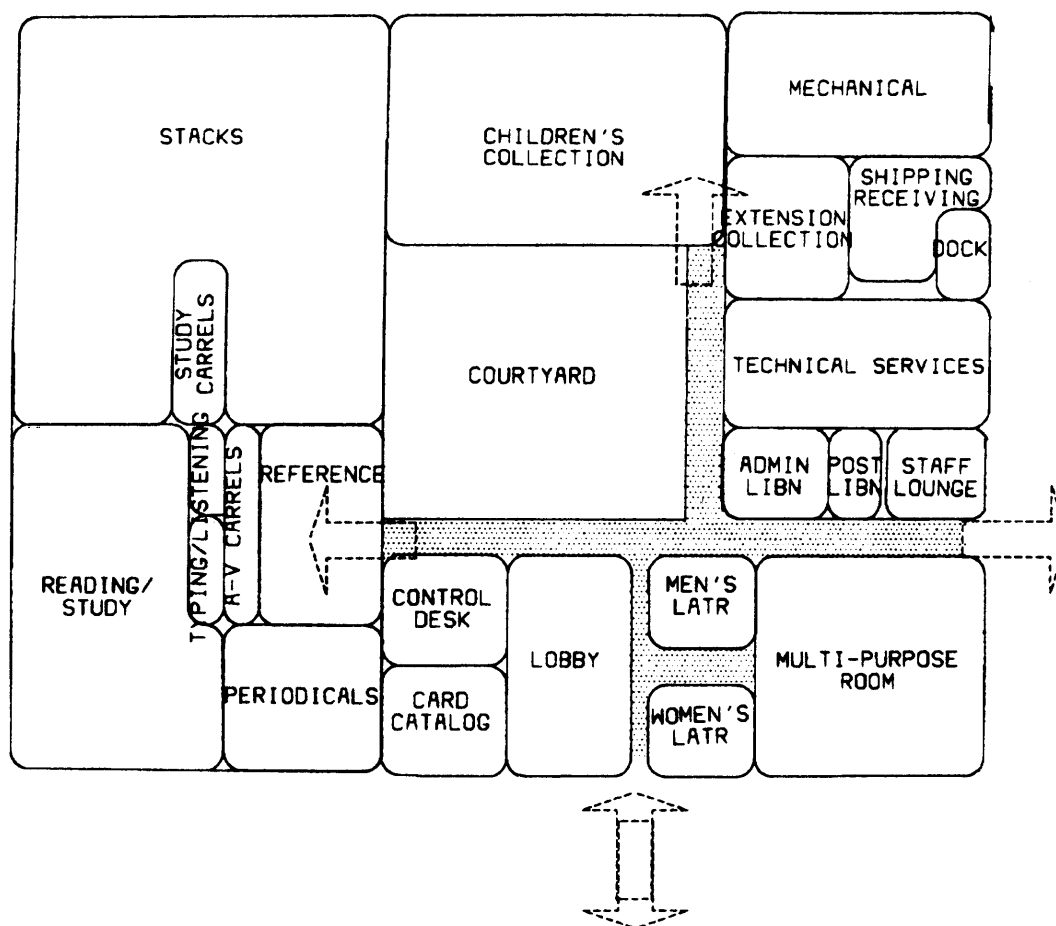 MECHANICAL
STACKS
CHILDREN'S
COLLECTION
SHIPPING
RECEIVING
EXTENSION
COLLECTION
DOCK
STUDY
CARRELS
COURTYARD
TECHNICAL SERVICES
TYPING/LISTENING
A-V CARRELS
REFERENCE
ADMIN
LIBN
POST
LIBN
STAFF
LOUNGE
READING/
STUDY
CONTROL
DESK
MEN'S
LATR
LOBBY
MULTI-PURPOSE
ROOM
PERIODICALS
CARD
CATALOG
WOMEN'S
LATR